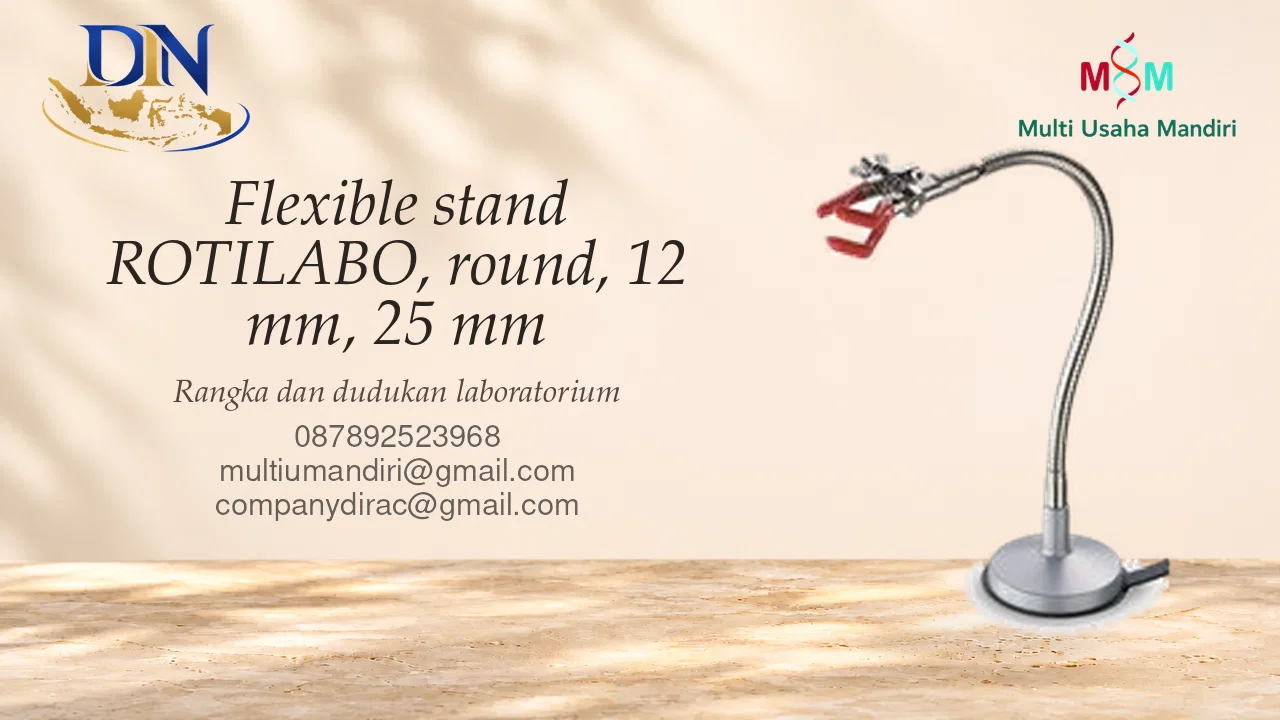 DN
M M
Multi Usaha Mandiri
Flexible stand
ROTILABO, round, 12
mm, 25 mm
Rangka dan dudukan laboratorium
087892523968
multiumandiri@gmail.com
companydirac@gmail.com